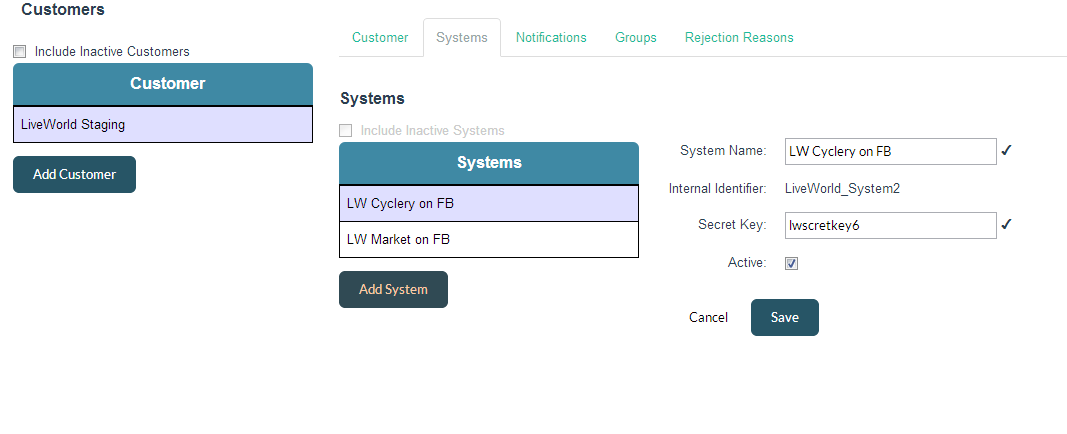 Customers
Include Inactive Customers
Customer
LiveWorld Staging
Add Customer
Customer Systems Notifications Groups Rejection Reasons
Systems
Include Inactive Systems
Systems
LW Cyclery on FB
LW Market on FB
Add System
System Name: LW Cyclery on FB ✓
Internal Identifier: LiveWorld_System2
Secret Key: lwscretkey6 ✓
Active:
Cancel Save